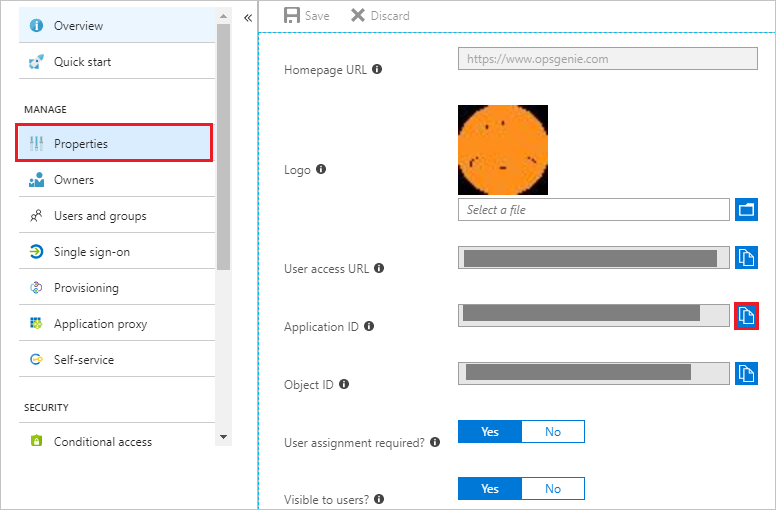 Overview
Quick start
MANAGE
Properties
Owners
Users and groups
Single sign-on
Provisioning
Application proxy
Self-service
SECURITY
Conditional access
Save Discard
Homepage URL https://www.opsgenie.com
Logo
Select a file
User access URL
Application ID
Object ID
User assignment required? Yes No
Visible to users? Yes No